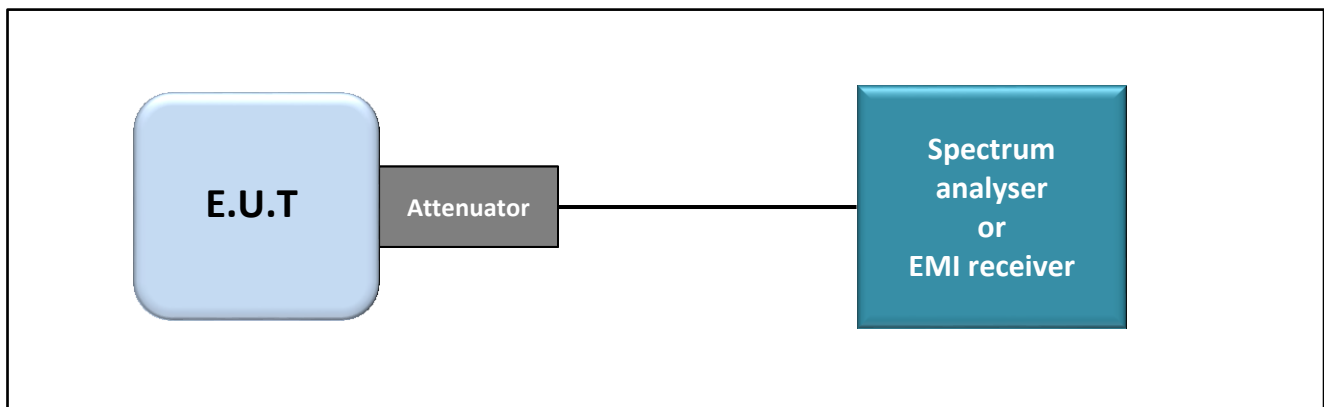 E.U.T
Attenuator
Spectrum
analyser
or
EMI receiver